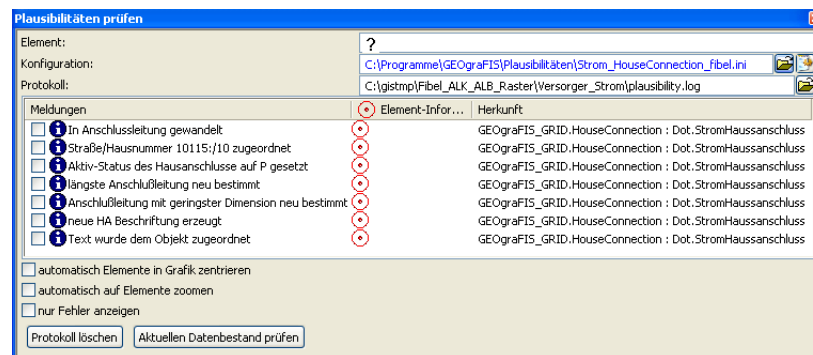 Plausibilitäten prüfen
Element: ?
Konfiguration: C:\Programme\GEOgraFIS\Plausibilitäten\Strom_HouseConnection_fibel.ini
Protokoll: C:\gistmp\Fibel_ALK_ALB_Raster\Versorger_Strom\plausibility.log
Meldungen Element-Infor... Herkunft
In Anschlussleitung gewandelt GEOgraFIS_GRID.HouseConnection : Dot.StromHaussanschluss
Straße/Hausnummer 10115:/10 zugeordnet GEOgraFIS_GRID.HouseConnection : Dot.StromHaussanschluss
Aktiv-Status des Hausanschlusse auf P gesetzt GEOgraFIS_GRID.HouseConnection : Dot.StromHaussanschluss
längste Anschlußleitung neu bestimmt GEOgraFIS_GRID.HouseConnection : Dot.StromHaussanschluss
Anschlußleitung mit geringster Dimension neu bestimmt GEOgraFIS_GRID.HouseConnection : Dot.StromHaussanschluss
neue HA Beschriftung erzeugt GEOgraFIS_GRID.HouseConnection : Dot.StromHaussanschluss
Text wurde dem Objekt zugeordnet GEOgraFIS_GRID.HouseConnection : Dot.StromHaussanschluss
automatisch Elemente in Grafik zentrieren
automatisch auf Elemente zoomen
nur Fehler anzeigen
Protokoll löschen Aktuellen Datenbestand prüfen